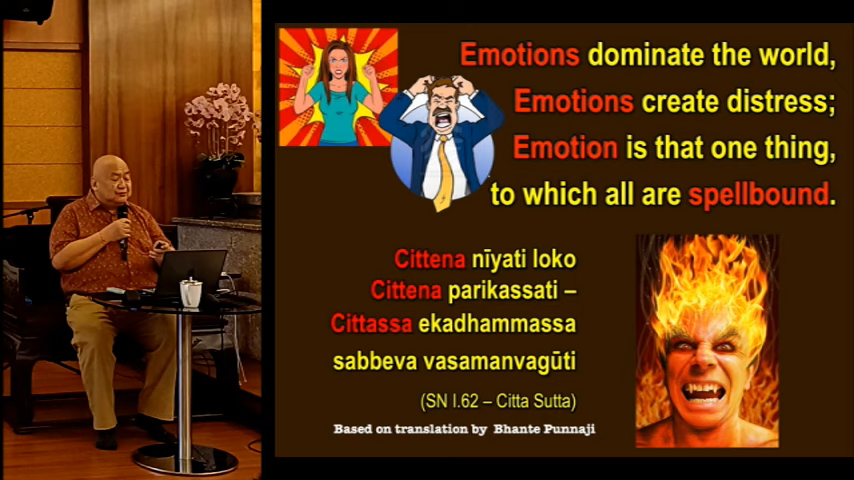 Emotions dominate the world,
Emotions create distress;
Emotion is that one thing,
to which all are spellbound.
Cittena nīyati loko
Cittena parikassati –
Cittassa ekadhammassa
sabbeva vasamanvagūti
(SN I.62 – Citta Sutta)
Based on translation by Bhante Punnaji